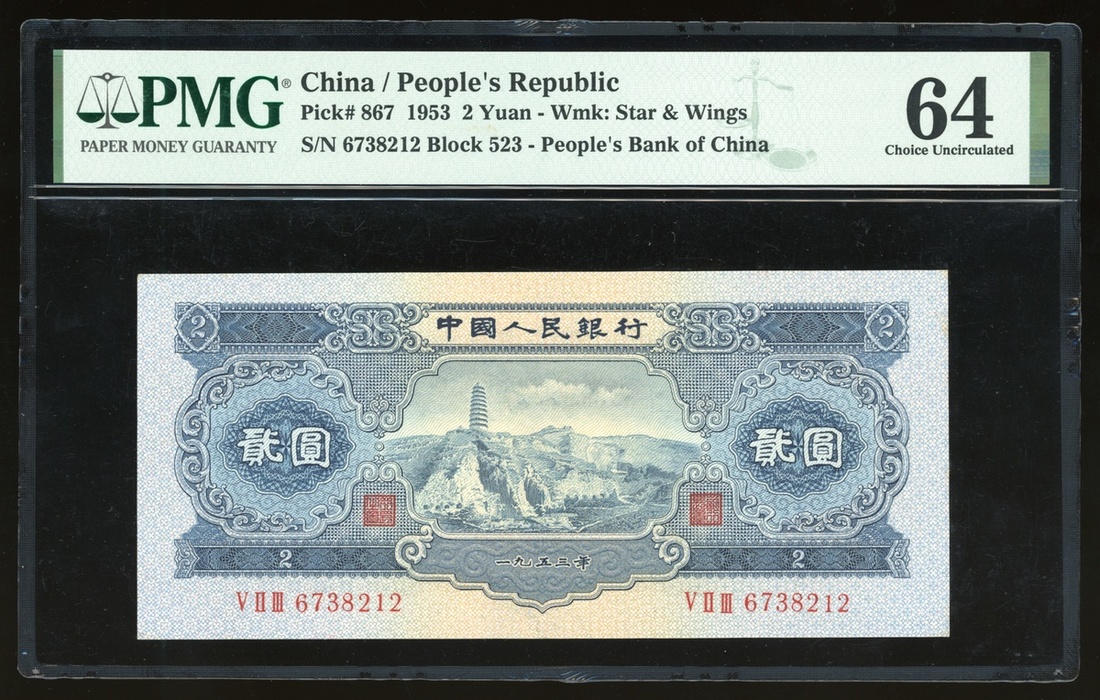 PMG®
PAPER MONEY GUARANTY
China / People's Republic
Pick# 867 1953 2 Yuan - Wmk: Star & Wings
S/N 6738212 Block 523 - People's Bank of China
64
Choice Uncirculated
2 中國人民銀行 2
貳圓 貳圓
2 一九五三年 2
VⅡⅢ 6738212 VⅡⅢ 6738212